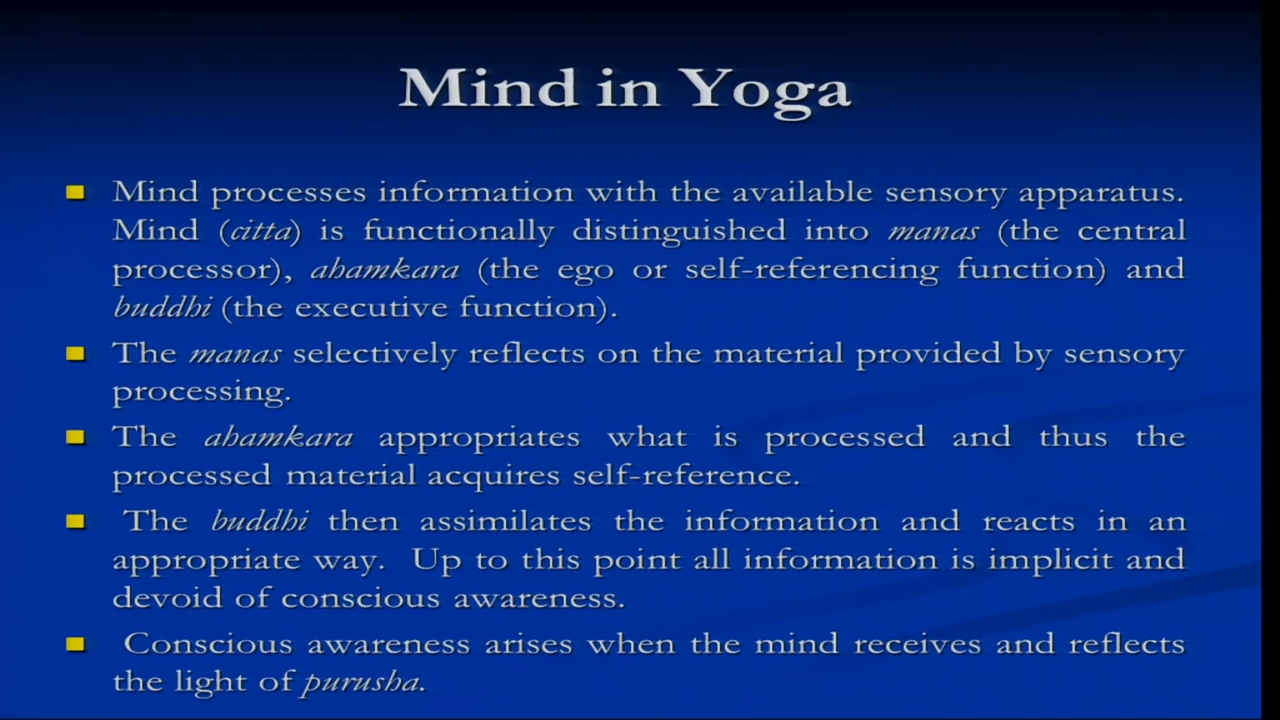 Mind in Yoga
Mind processes information with the available sensory apparatus.
Mind (citta) is functionally distinguished into manas (the central
processor), ahamkara (the ego or self-referencing function) and
buddhi (the executive function).
The manas selectively reflects on the material provided by sensory
processing.
The ahamkara appropriates what is processed and thus the
processed material acquires self-reference.
The buddhi then assimilates the information and reacts in an
appropriate way. Up to this point all information is implicit and
devoid of conscious awareness.
Conscious awareness arises when the mind receives and reflects
the light of purusha.